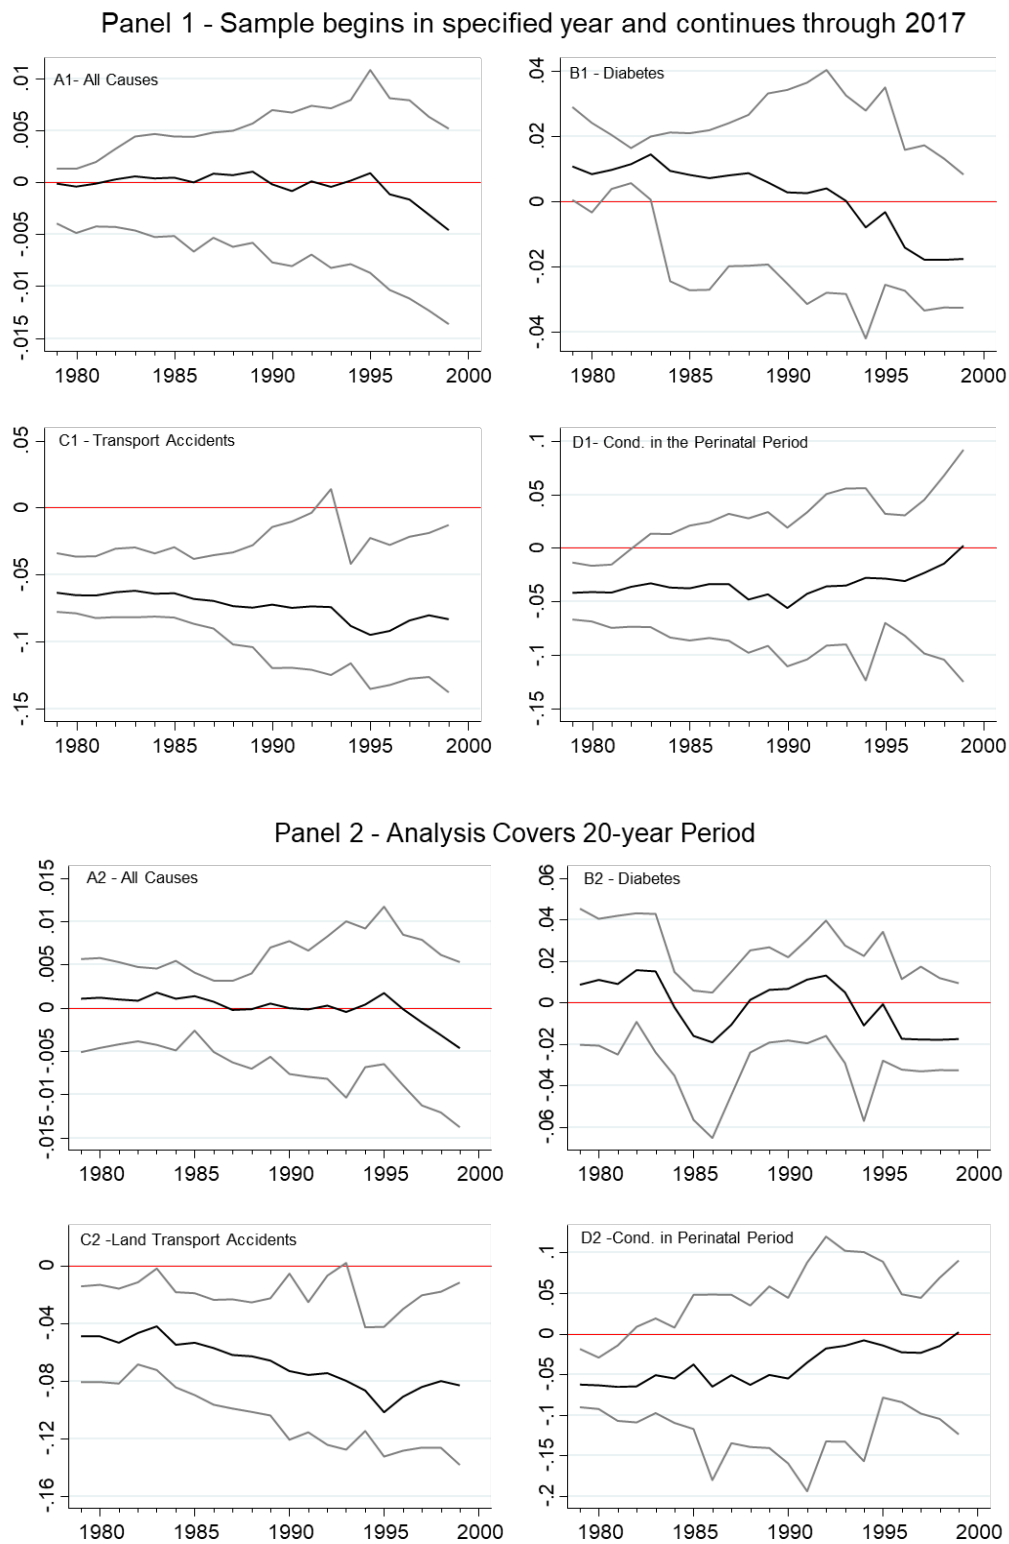 Panel 1 - Sample begins in specified year and continues through 2017
A1- All Causes
.01
.005
0
-.005
-.01
-.015
1980 1985 1990 1995 2000
B1 - Diabetes
.04
.02
0
-.02
-.04
1980 1985 1990 1995 2000
C1 - Transport Accidents
.05
0
-.05
-.1
-.15
1980 1985 1990 1995 2000
D1- Cond. in the Perinatal Period
.1
.05
0
-.05
-.1
-.15
1980 1985 1990 1995 2000
Panel 2 - Analysis Covers 20-year Period
A2 - All Causes
.015
.01
.005
0
-.005
-.01
-.015
1980 1985 1990 1995 2000
B2 - Diabetes
.06
.04
.02
0
-.02
-.04
-.06
1980 1985 1990 1995 2000
C2 -Land Transport Accidents
0
-.04
-.08
-.12
-.16
1980 1985 1990 1995 2000
D2 -Cond. in Perinatal Period
.1
.05
0
-.05
-.1
-.15
-.2
1980 1985 1990 1995 2000